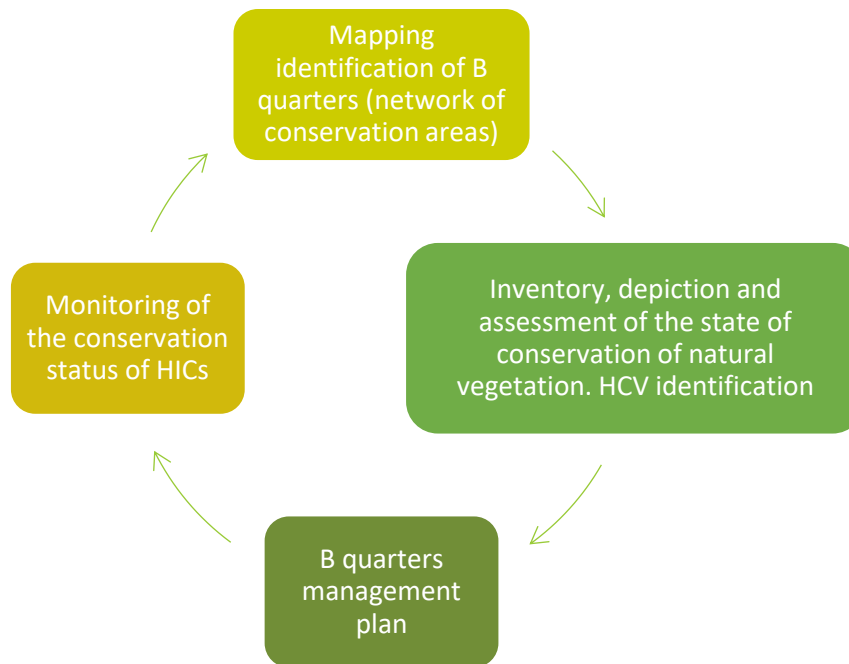 Mapping
identification of B
quarters (network of
conservation areas)
Inventory, depiction and
assessment of the state of
conservation of natural
vegetation. HCV identification
B quarters
management
plan
Monitoring of
the conservation
status of HICs